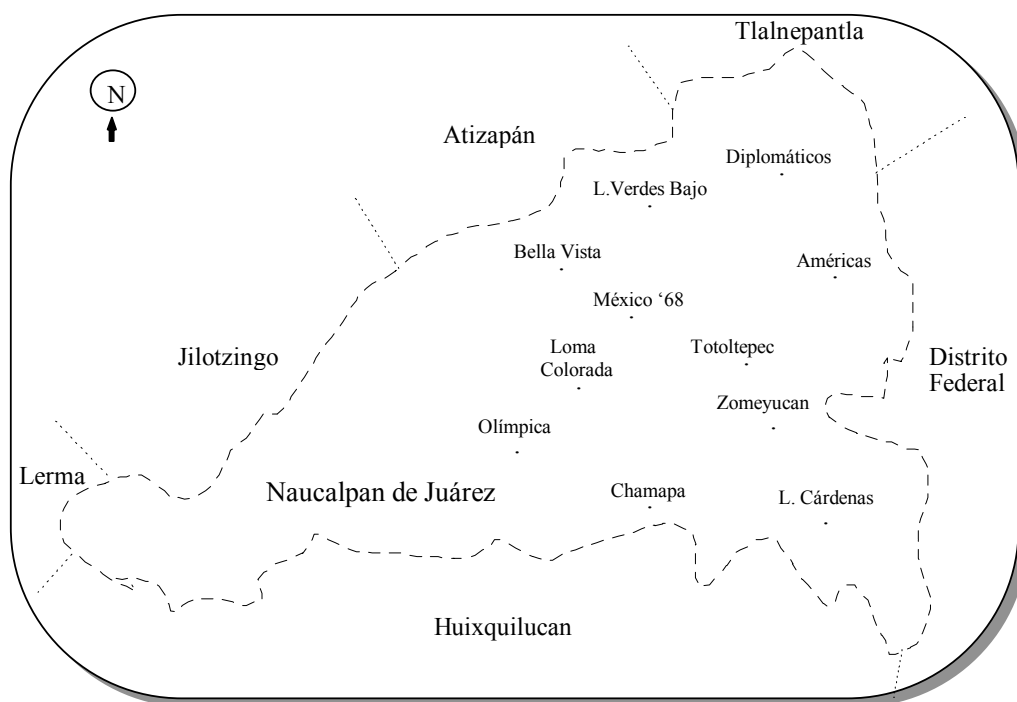 Tlalnepantla
N
Atizapán
Diplomáticos
L.Verdes Bajo
Bella Vista
Américas
México ‘68
Jilotzingo
Loma
Colorada
Totoltepec
Distrito
Federal
Zomeyucan
Olímpica
Lerma
Naucalpan de Juárez
Chamapa
L. Cárdenas
Huixquilucan